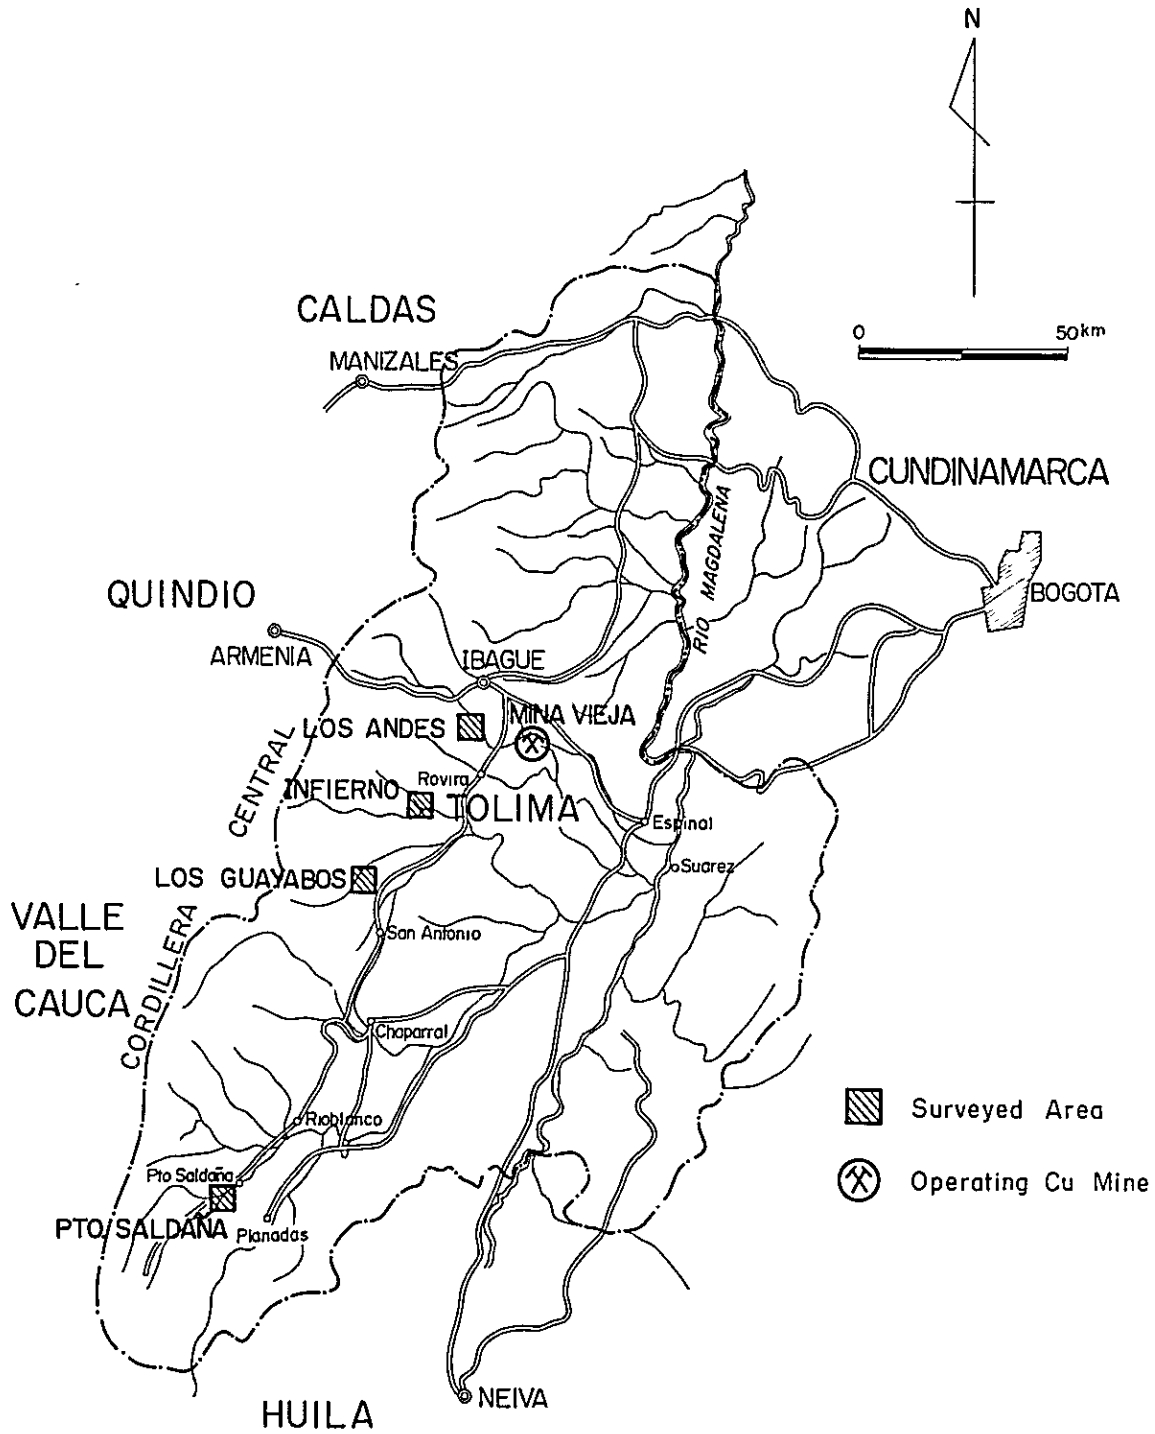 N
0 50km
CALDAS
MANIZALES
CUNDINAMARCA
RIO MAGDALENA
QUINDIO
BOGOTA
ARMENIA
IBAGUE
MINA VIEJA
LOS ANDES
CENTRAL
INFIERNO
Rovira
TOLIMA
Espinal
Suarez
LOS GUAYABOS
VALLE
DEL
CAUCA
CORDILLERA
San Antonio
Chaparral
Surveyed Area
Rioblanco
Operating Cu Mine
Pto Saldaña
PTO. SALDAÑA
Planadas
NEIVA
HUILA